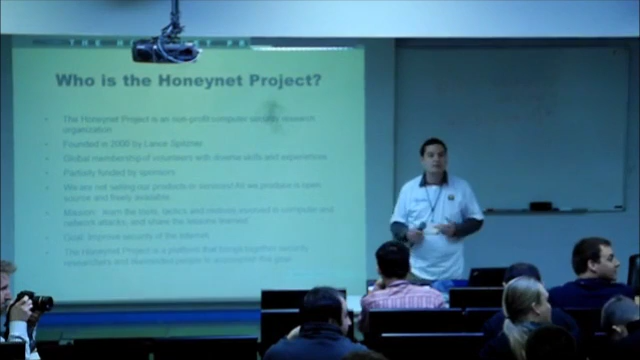 THE
Who is the Honeynet Project?
The Honeynet Project is an non-profit computer security research
organization
Founded in 2000 by Lance Spitzner
Global membership of volunteers with diverse skills and experiences
Partially funded by sponsors
We are not selling our products or services! All we produce is open
source and freely available
Mission: learn the tools, tactics and motives involved in computer and
network attacks, and share the lessons learned
Goal: Improve security of the internet
The Honeynet Project is a platform that brings together security
researchers and people to accomplish this goal